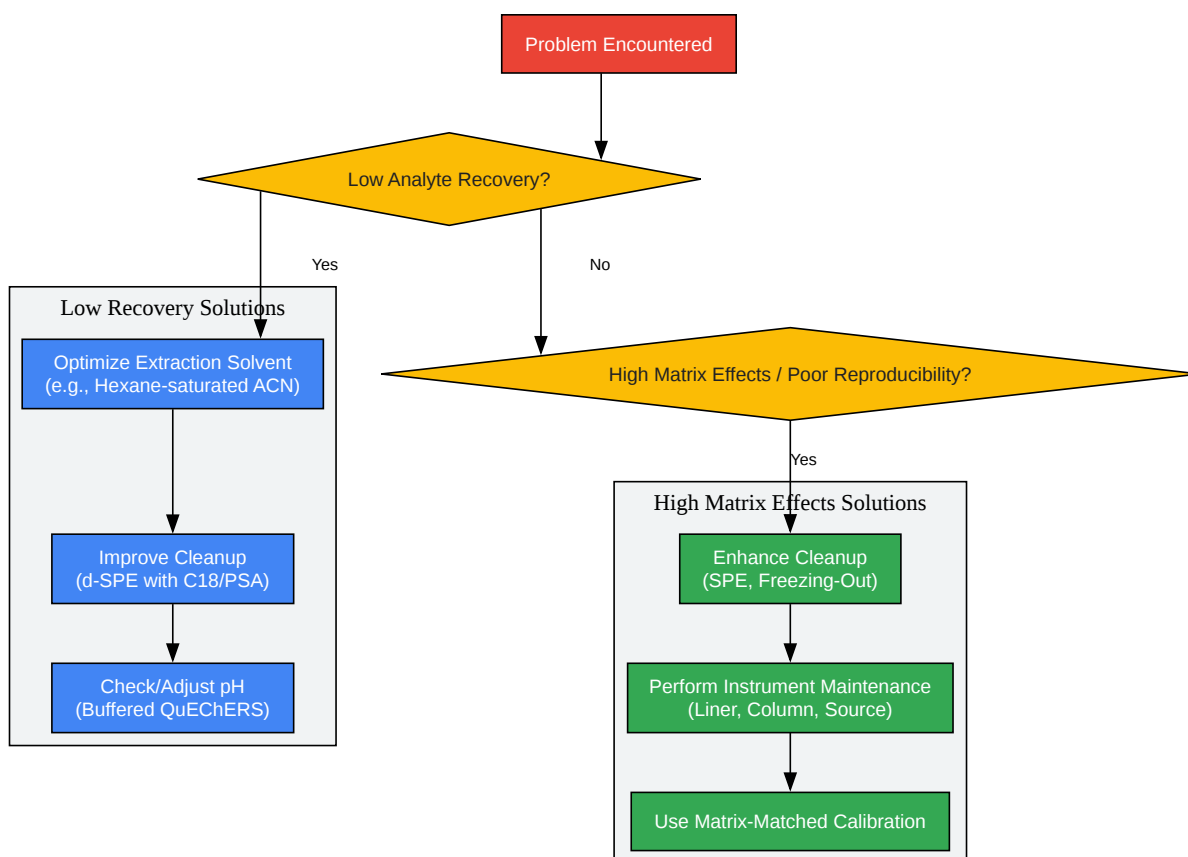 Problem Encountered
Low Analyte Recovery?
Yes
No
Low Recovery Solutions
Optimize Extraction Solvent
(e.g., Hexane-saturated ACN)
Improve Cleanup
(d-SPE with C18/PSA)
Check/Adjust pH
(Buffered QuEChERS)
High Matrix Effects / Poor Reproducibility?
Yes
High Matrix Effects Solutions
Enhance Cleanup
(SPE, Freezing-Out)
Perform Instrument Maintenance
(Liner, Column, Source)
Use Matrix-Matched Calibration